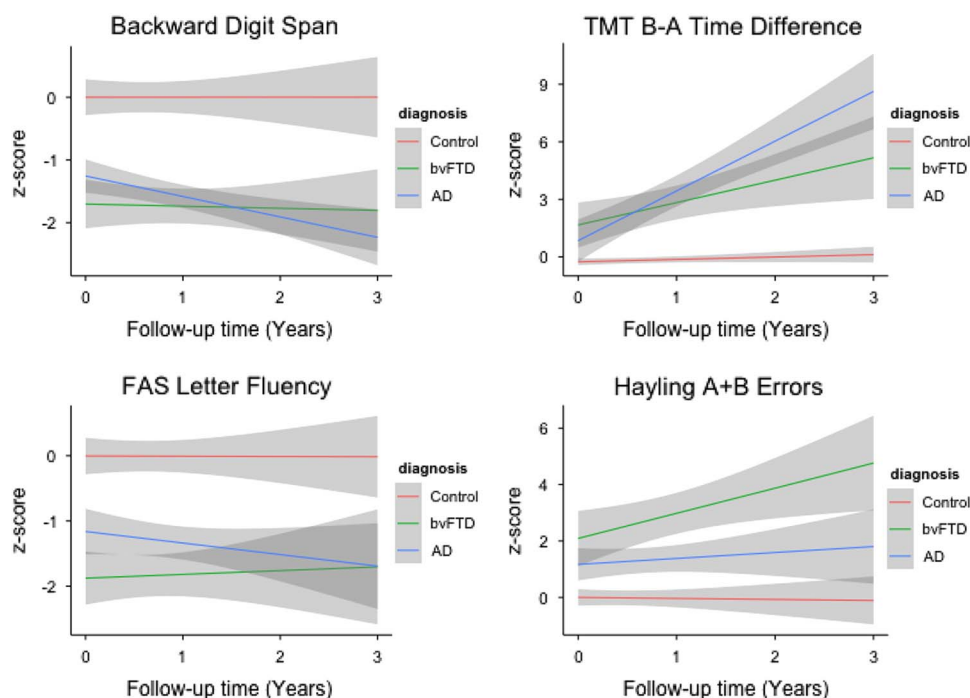 Backward Digit Span
z-score
0
-1
-2
0 1 2 3
Follow-up time (Years)
diagnosis
Control
bvFTD
AD
TMT B-A Time Difference
z-score
9
6
3
0
0 1 2 3
Follow-up time (Years)
diagnosis
Control
bvFTD
AD
FAS Letter Fluency
z-score
0
-1
-2
0 1 2 3
Follow-up time (Years)
diagnosis
Control
bvFTD
AD
Hayling A+B Errors
z-score
6
4
2
0
0 1 2 3
Follow-up time (Years)
diagnosis
Control
bvFTD
AD